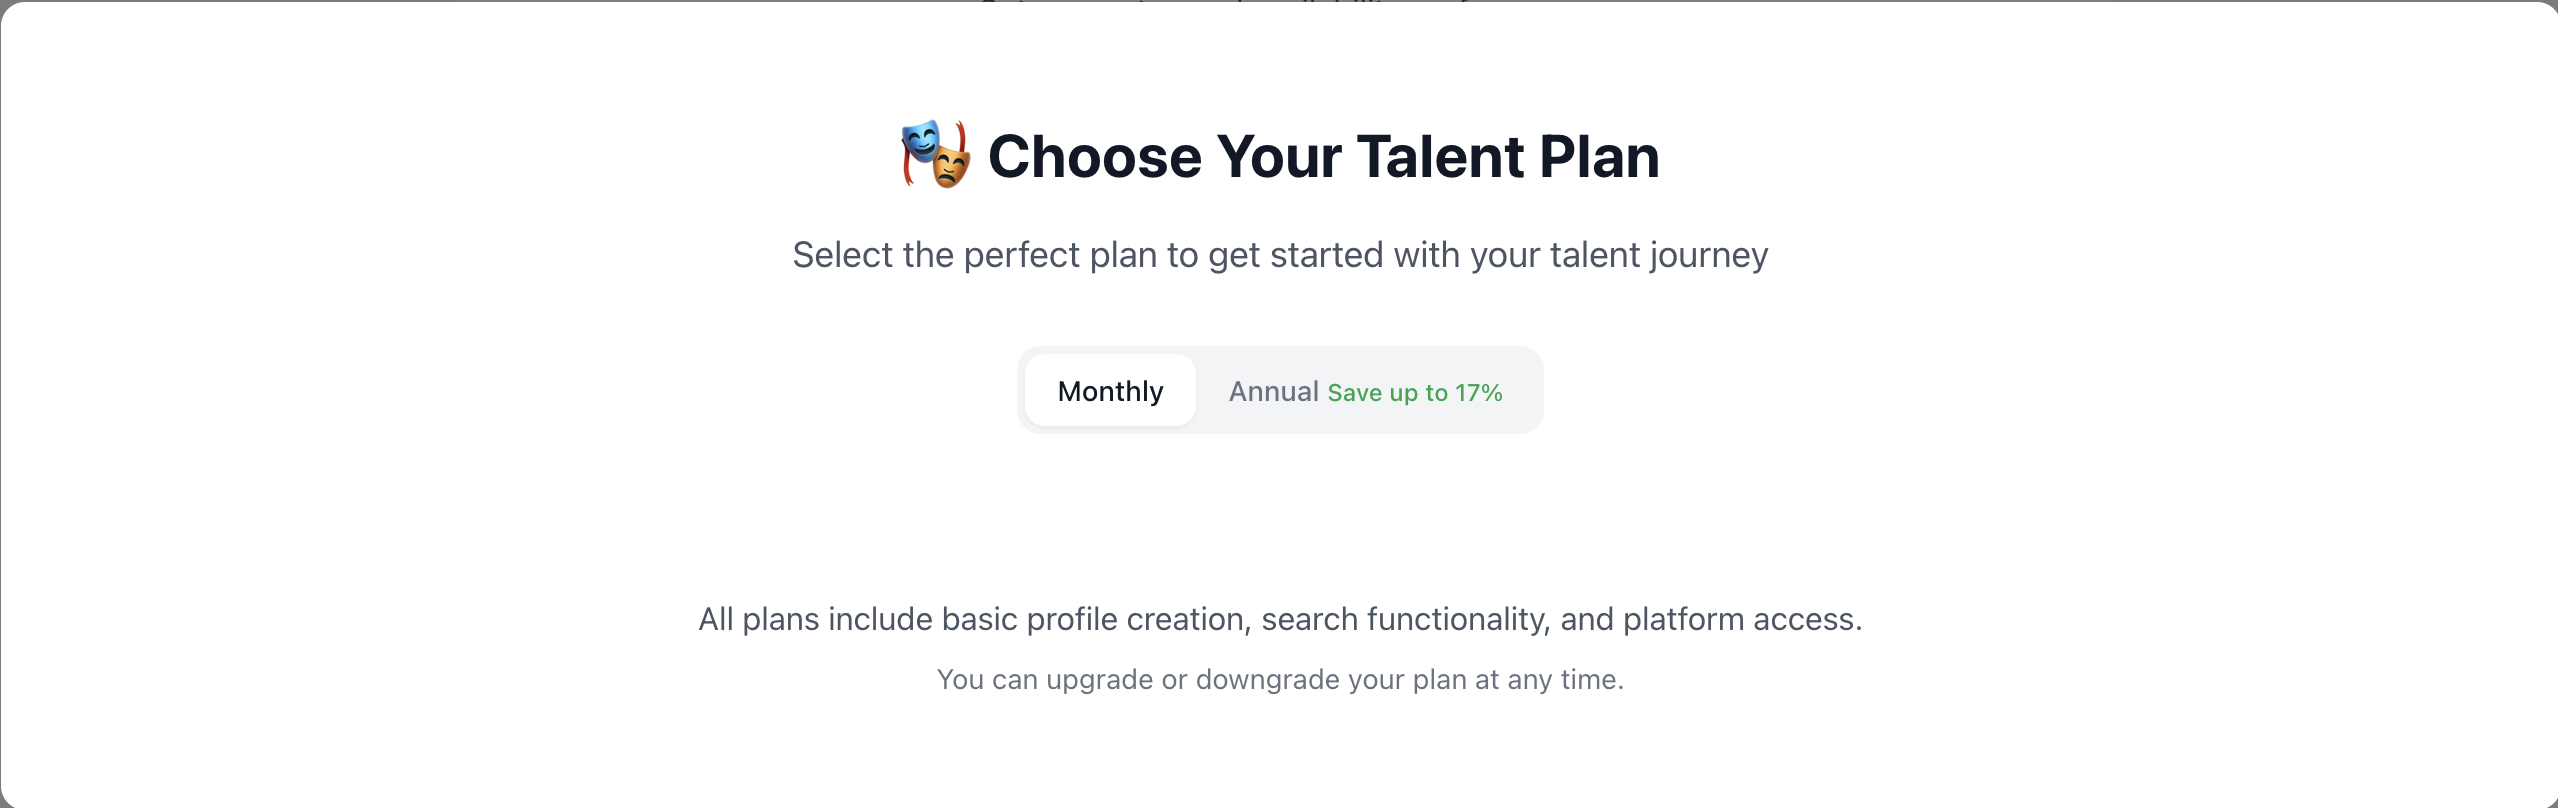 🎭 Choose Your Talent Plan
Select the perfect plan to get started with your talent journey
Monthly
Annual Save up to 17%
All plans include basic profile creation, search functionality, and platform access.
You can upgrade or downgrade your plan at any time.